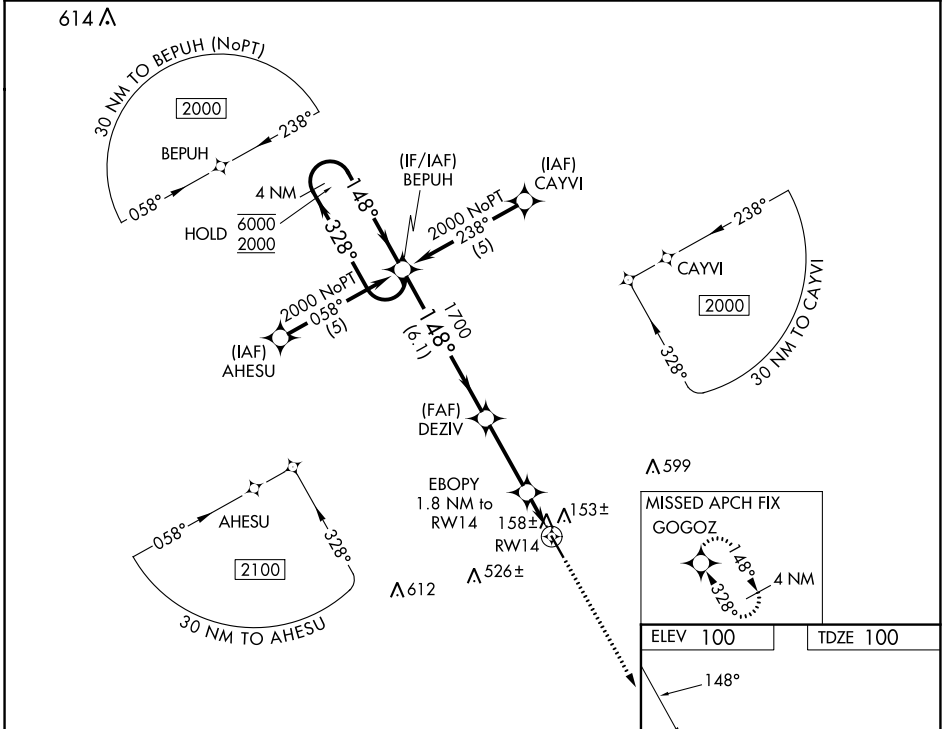 614
30 NM TO BEPUH (NoPT)
2000
238°
BEPUH
058°
4 NM
HOLD
6000
2000
148°
328°
(IF/IAF)
BEPUH
(IAF)
CAYVI
2000 NoPT
238°
(5)
2000 NoPT
058°
(5)
(IAF)
AHESU
1700
148°
(6.1)
238°
CAYVI
2000
328°
30 NM TO CAYVI
(FAF)
DEZIV
EBOPY
1.8 NM to
RW14
158±
153±
RW14
526±
612
599
058°
AHESU
328°
2100
30 NM TO AHESU
MISSED APCH FIX
GOGOZ
148°
328°
4 NM
ELEV 100
TDZE 100
148°